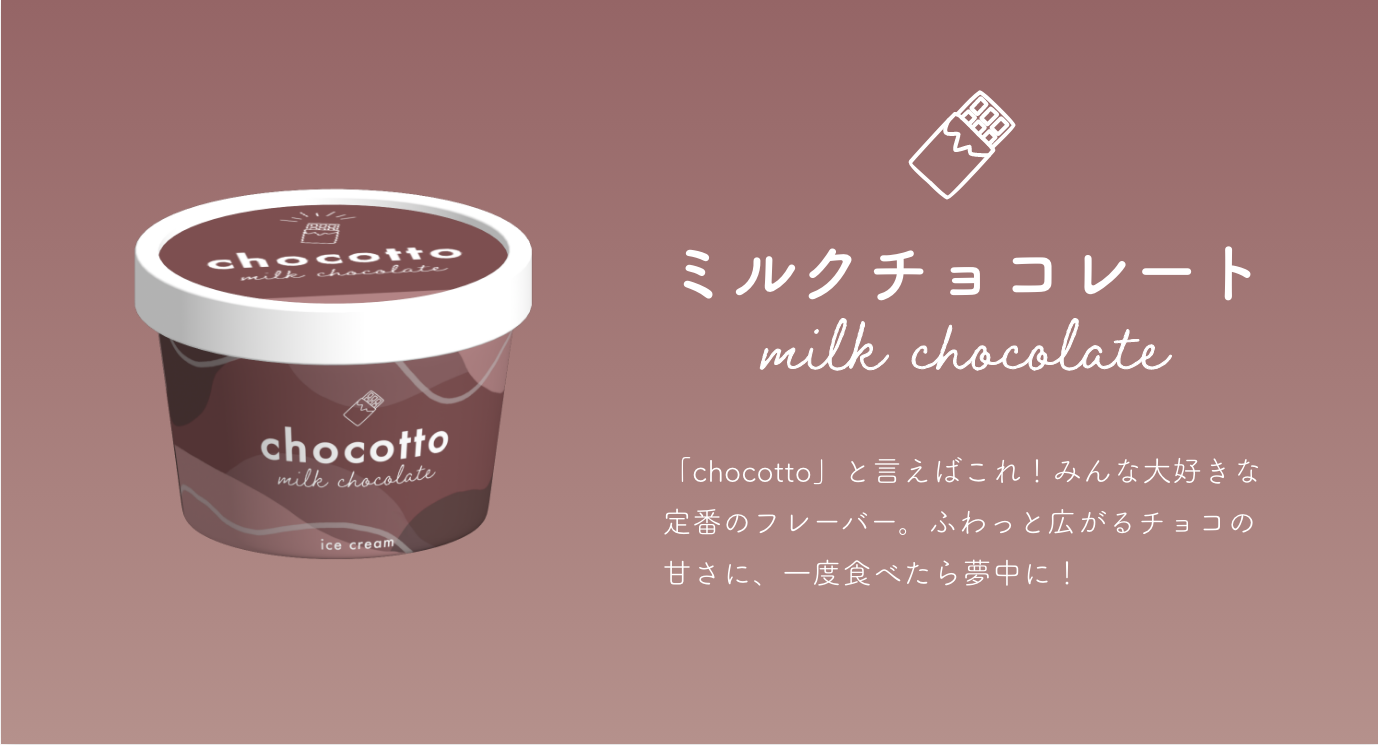 chocotto
milk chocolate
chocotto
milk chocolate
ice cream
ミルクチョコレート
milk chocolate
「chocotto」と言えばこれ！みんな大好きな
定番のフレーバー。ふわっと広がるチョコの
甘さに、一度食べたら夢中に！